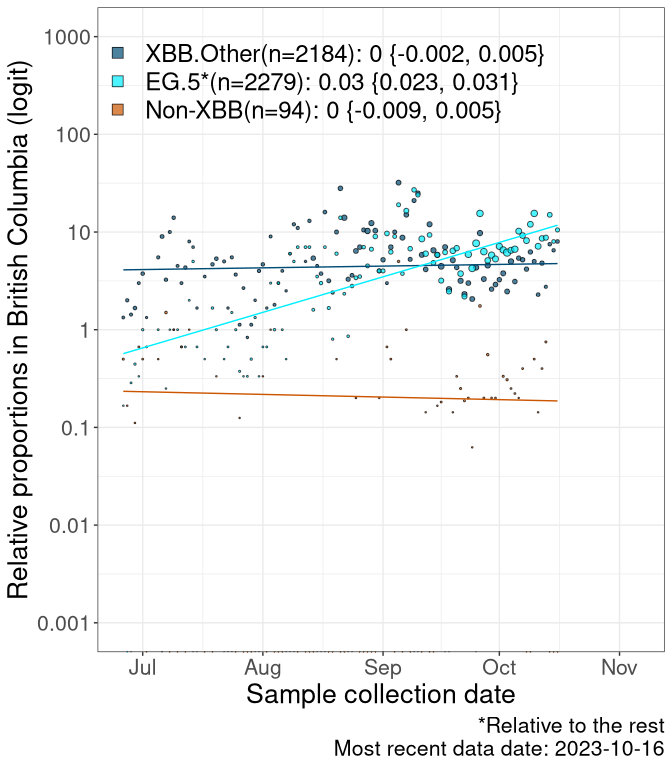 1000
100
10
1
0.1
0.01
0.001
Relative proportions in British Columbia (logit)
XBB.Other(n=2184): 0 {-0.002, 0.005}
EG.5*(n=2279): 0.03 {0.023, 0.031}
Non-XBB(n=94): 0 {-0.009, 0.005}
Jul Aug Sep Oct Nov
Sample collection date
*Relative to the rest
Most recent data date: 2023-10-16